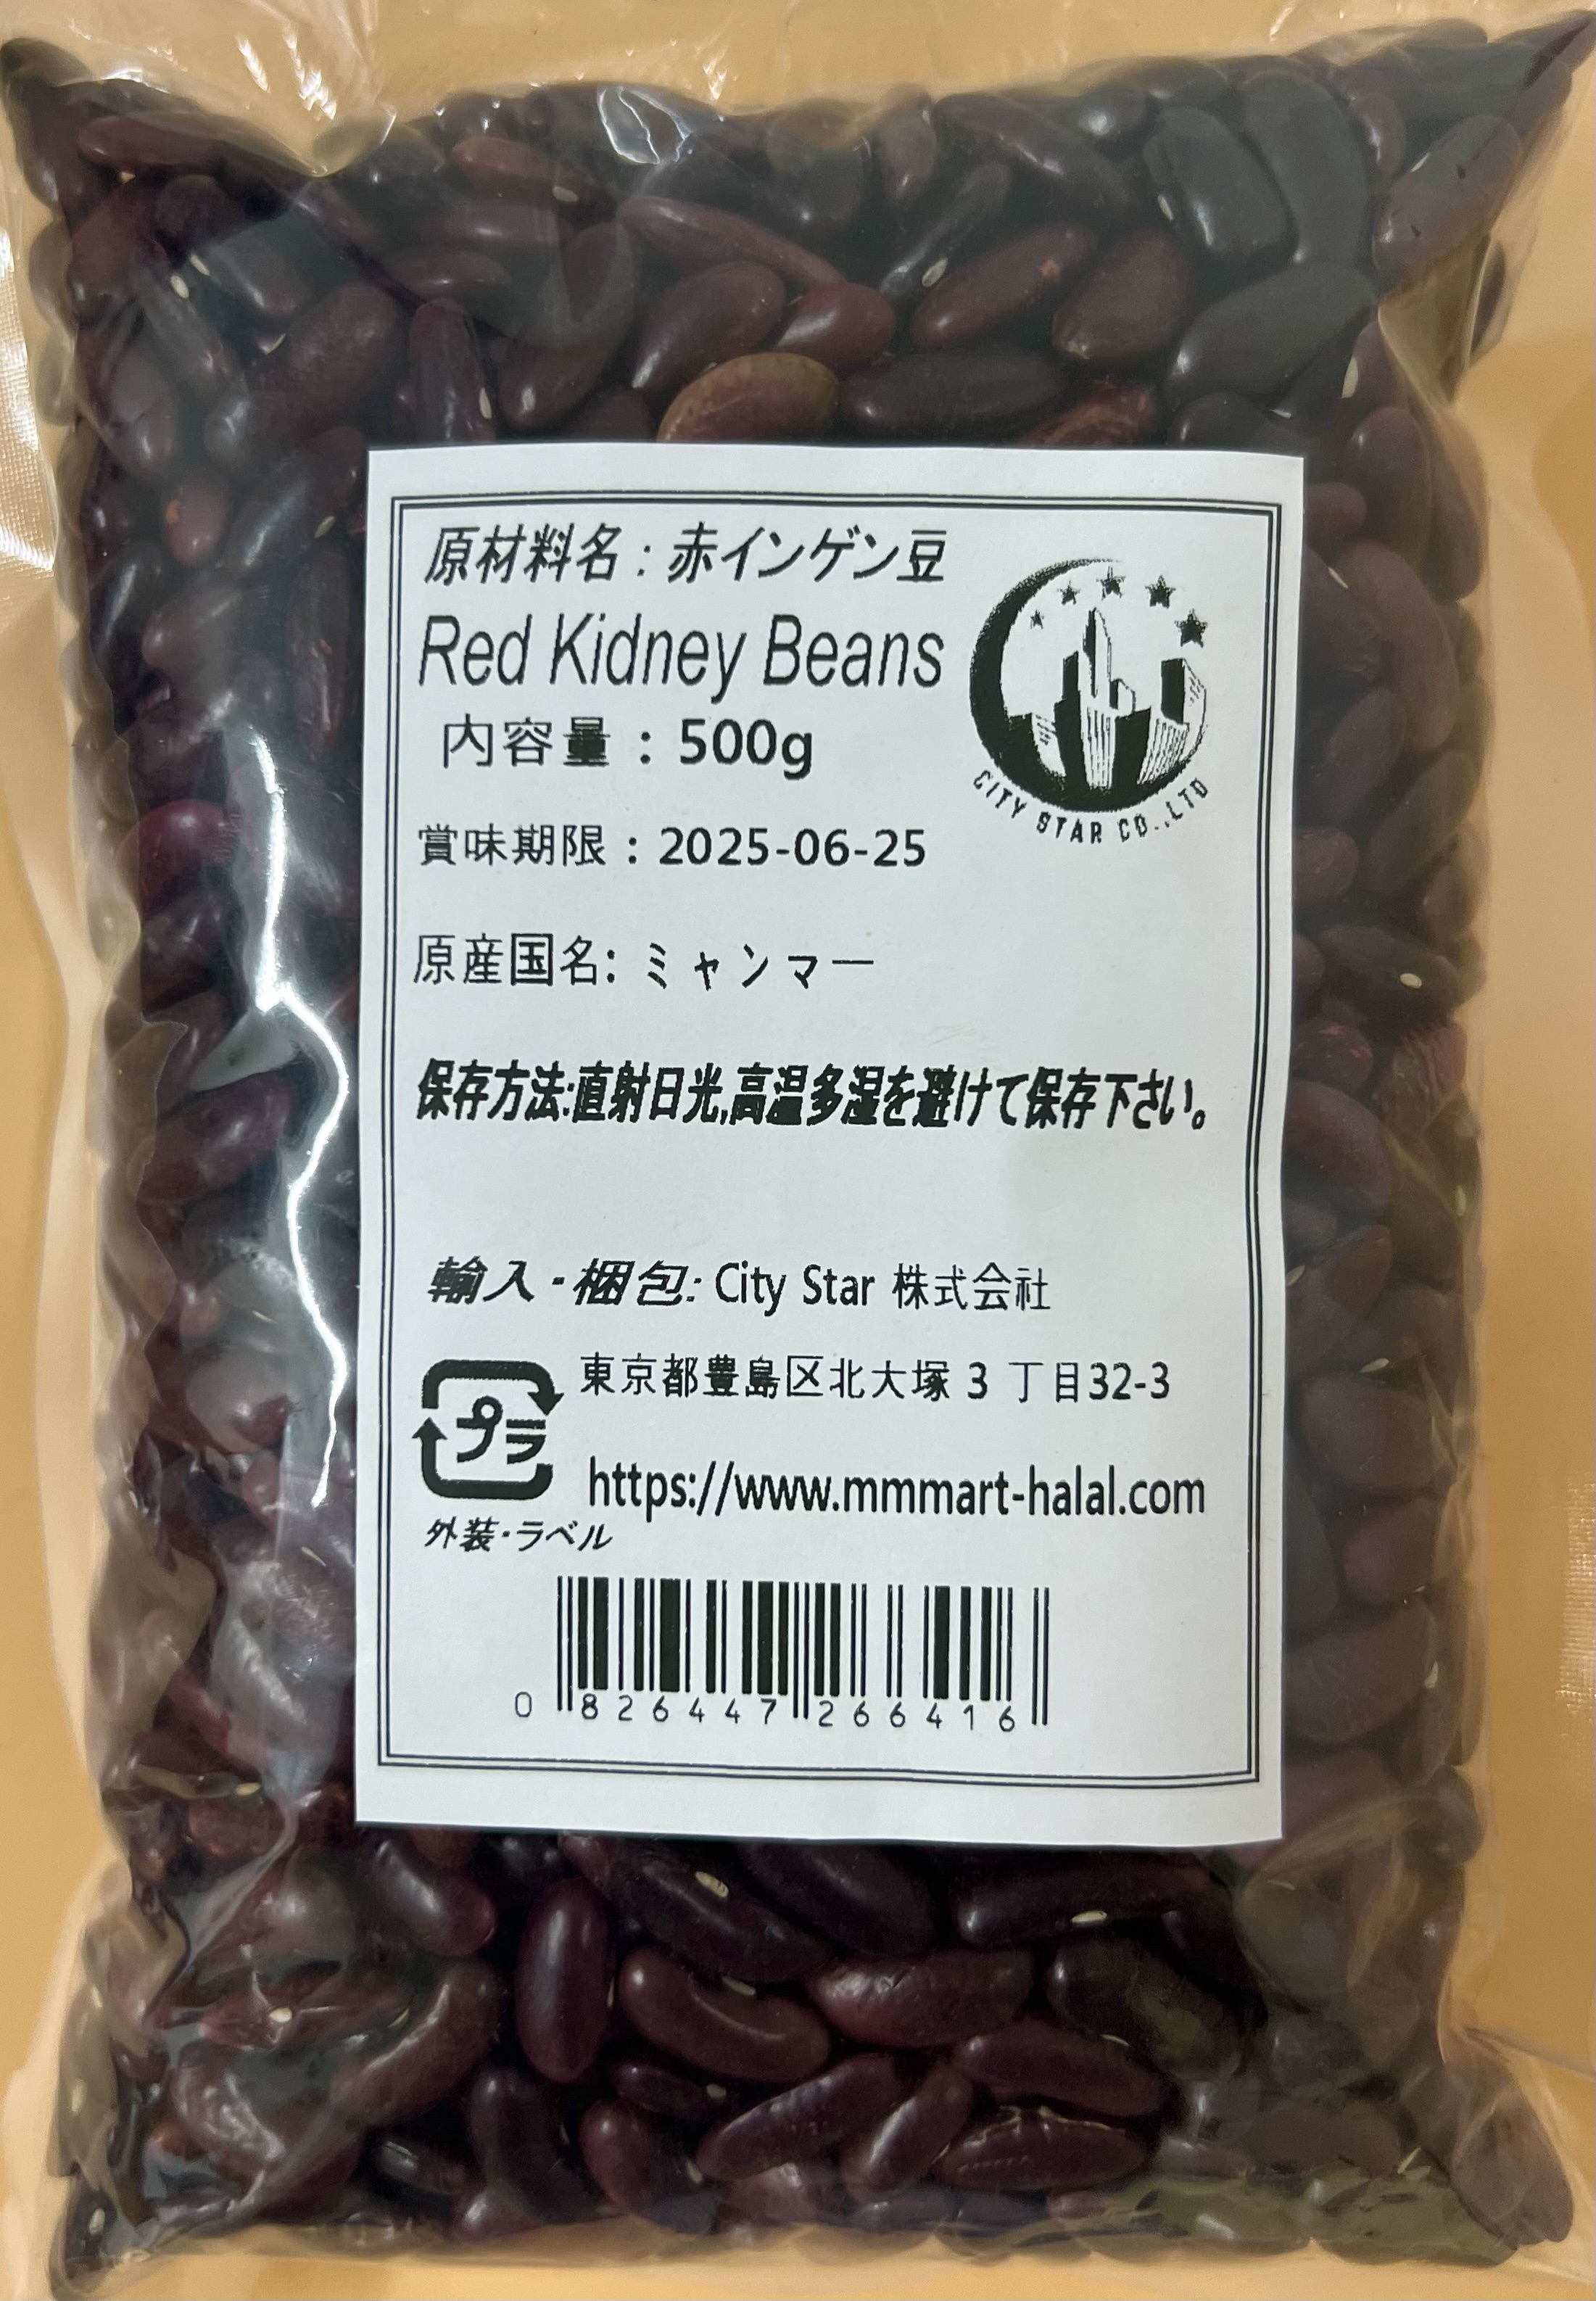 原材料名：赤インゲン豆
Red Kidney Beans
内容量：500g
CITY STAR CO.,LTD
賞味期限：2025-06-25
原産国名: ミャンマー
保存方法:直射日光,高温多湿を避けて保存下さい。
輸入-梱包: City Star 株式会社
東京都豊島区北大塚 3 丁目32-3
プラ
https://www.mmmart-halal.com
外装・ラベル
0 826447 266416